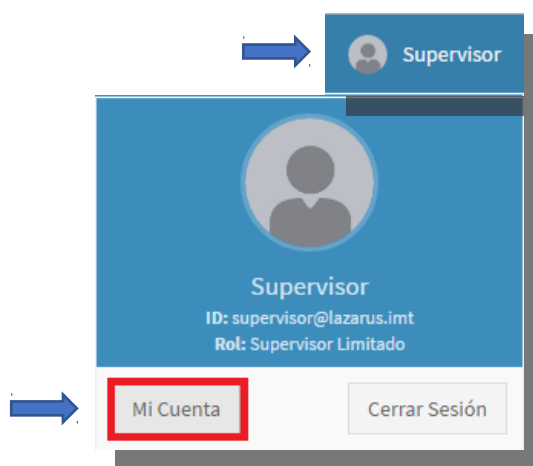 Supervisor
Supervisor
ID: supervisor@lazarus.imt
Rol: Supervisor Limitado
Mi Cuenta
Cerrar Sesión